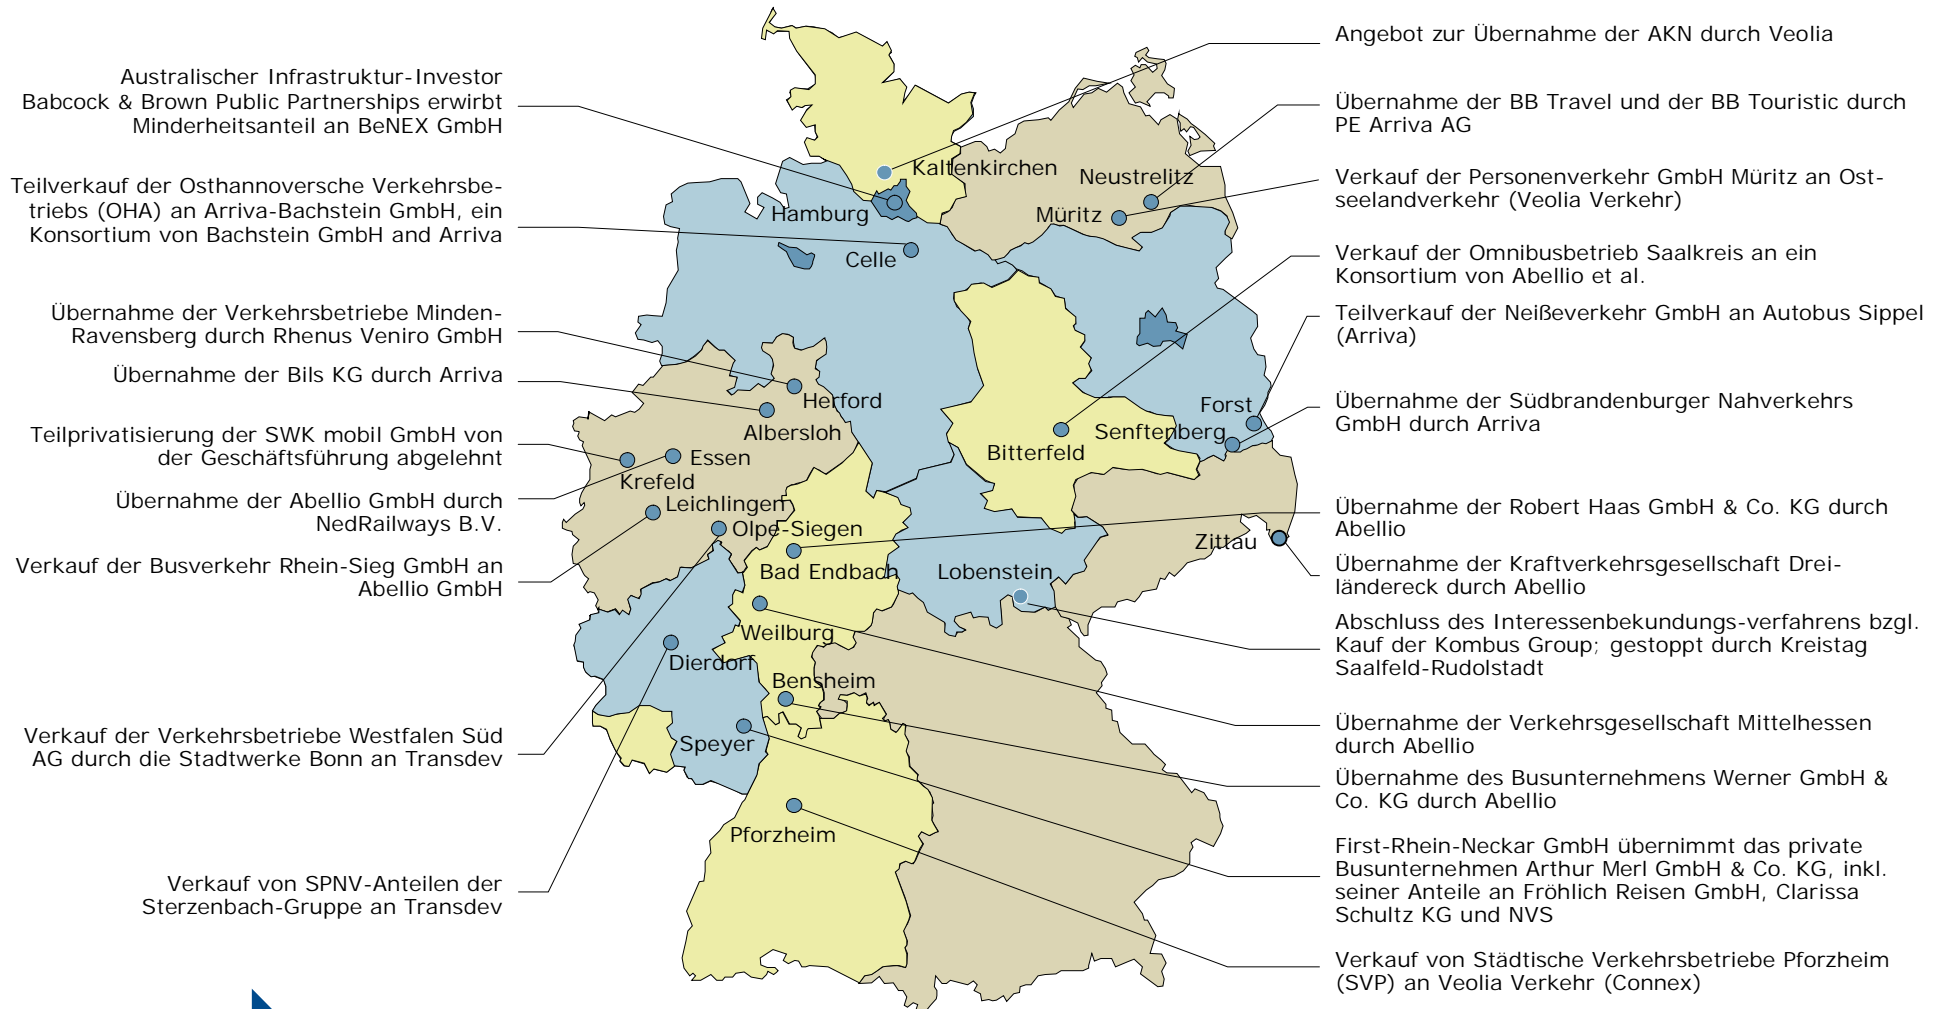 Australischer Infrastruktur-Investor
Babcock & Brown Public Partnerships erwirbt
Minderheitsanteil an BeNEX GmbH
Teilverkauf der Osthannoversche Verkehrsbe-
triebs (OHA) an Arriva-Bachstein GmbH, ein
Konsortium von Bachstein GmbH and Arriva
Übernahme der Verkehrsbetriebe Minden-
Ravensberg durch Rhenus Veniro GmbH
Übernahme der Bils KG durch Arriva
Teilprivatisierung der SWK mobil GmbH von
der Geschäftsführung abgelehnt
Übernahme der Abellio GmbH durch
NedRailways B.V.
Verkauf der Busverkehr Rhein-Sieg GmbH an
Abellio GmbH
Verkauf der Verkehrsbetriebe Westfalen Süd
AG durch die Stadtwerke Bonn an Transdev
Verkauf von SPNV-Anteilen der
Sterzenbach-Gruppe an Transdev
Kaltenkirchen
Neustrelitz
Hamburg
Müritz
Celle
Herford
Forst
Albersloh
Senftenberg
Bitterfeld
Essen
Krefeld
Leichlingen
Olpe-Siegen
Zittau
Bad Endbach
Lobenstein
Weilburg
Dierdorf
Bensheim
Speyer
Pforzheim
Angebot zur Übernahme der AKN durch Veolia
Übernahme der BB Travel und der BB Touristic durch
PE Arriva AG
Verkauf der Personenverkehr GmbH Müritz an Ost-
seelandverkehr (Veolia Verkehr)
Verkauf der Omnibusbetrieb Saalkreis an ein
Konsortium von Abellio et al.
Teilverkauf der Neißeverkehr GmbH an Autobus Sippel
(Arriva)
Übernahme der Südbrandenburger Nahverkehrs
GmbH durch Arriva
Übernahme der Robert Haas GmbH & Co. KG durch
Abellio
Übernahme der Kraftverkehrsgesellschaft Drei-
ländereck durch Abellio
Abschluss des Interessenbekundungs-verfahrens bzgl.
Kauf der Kombus Group; gestoppt durch Kreistag
Saalfeld-Rudolstadt
Übernahme der Verkehrsgesellschaft Mittelhessen
durch Abellio
Übernahme des Busunternehmens Werner GmbH &
Co. KG durch Abellio
First-Rhein-Neckar GmbH übernimmt das private
Busunternehmen Arthur Merl GmbH & Co. KG, inkl.
seiner Anteile an Fröhlich Reisen GmbH, Clarissa
Schultz KG und NVS
Verkauf von Städtische Verkehrsbetriebe Pforzheim
(SVP) an Veolia Verkehr (Connex)